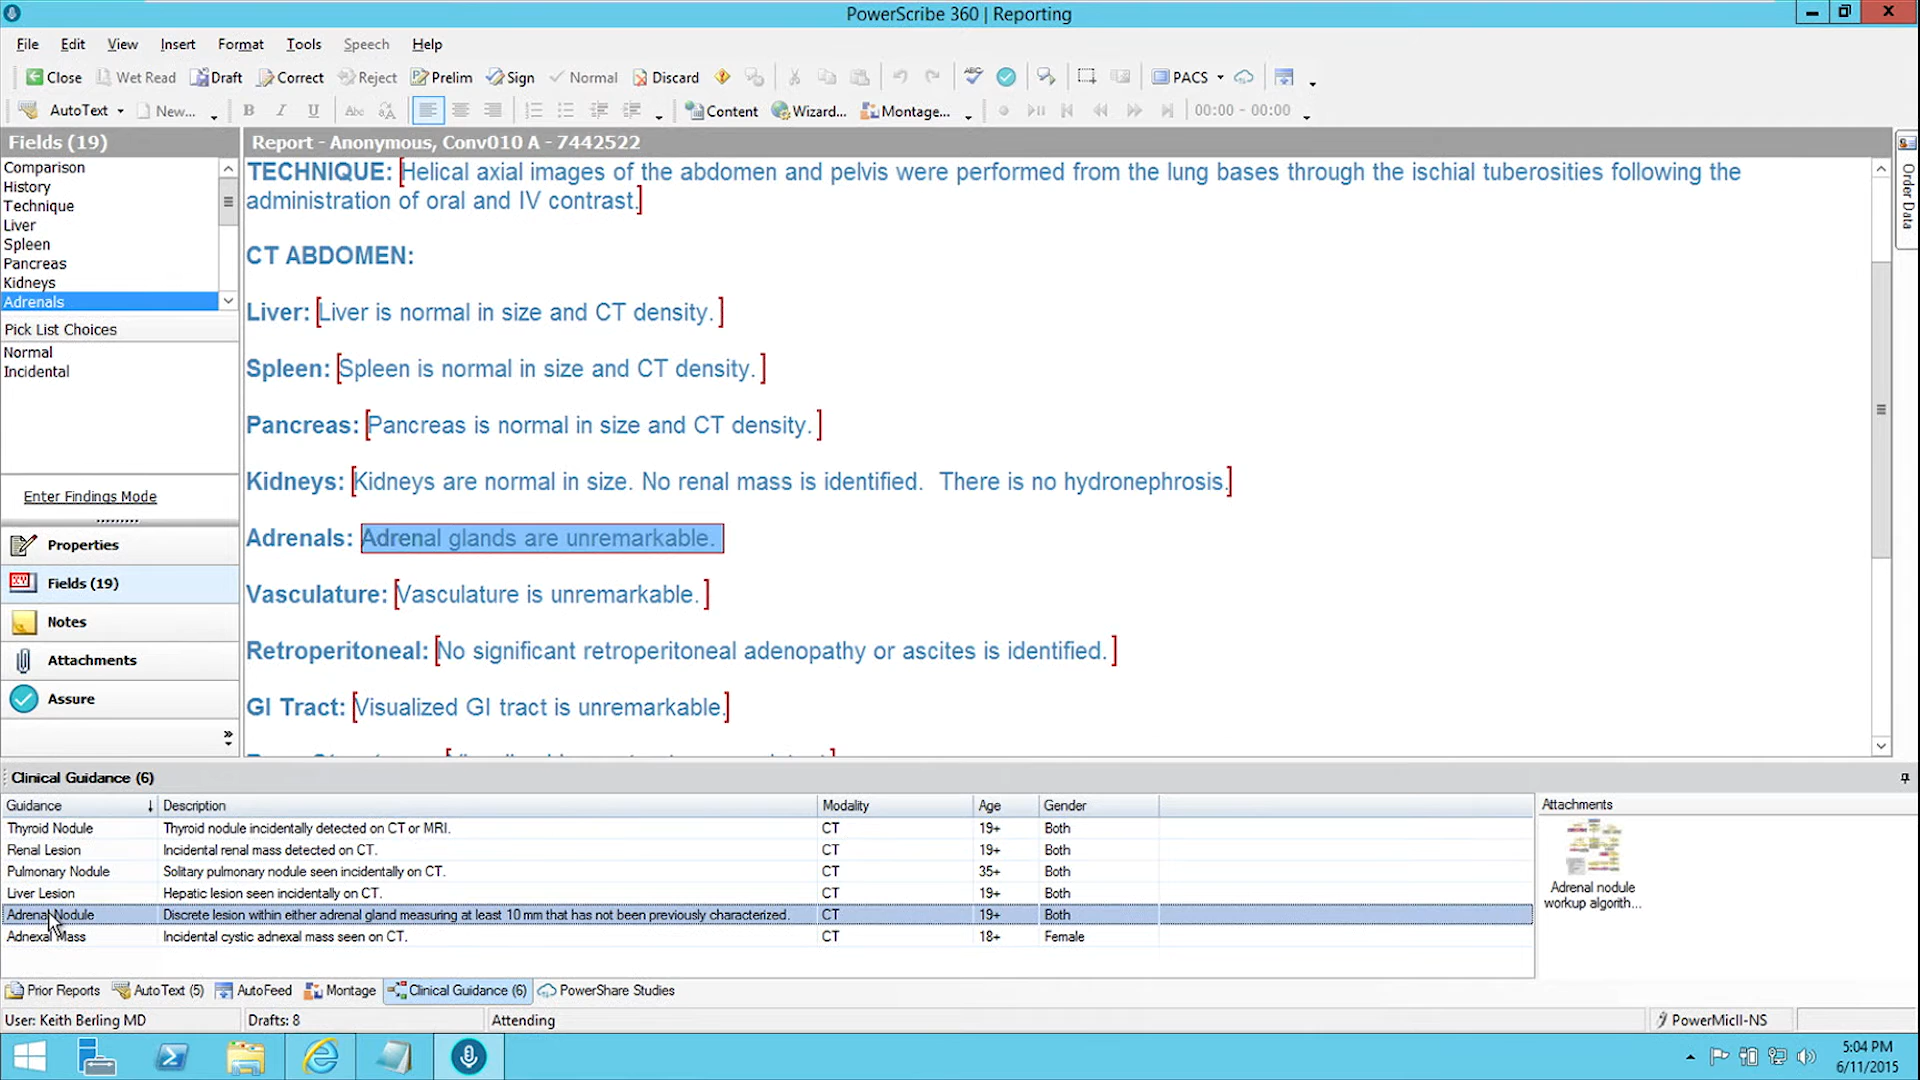 PowerScribe 360 | Reporting
File Edit View Insert Format Tools Speech Help
Close Wet Read Draft Correct Reject Prelim Sign Normal Discard PACS
AutoText New... B I U Abc Content Wizard... Montage... 00:00 - 00:00
Fields (19)
Comparison
History
Technique
Liver
Spleen
Pancreas
Kidneys
Adrenals
Pick List Choices
Normal
Incidental
Enter Findings Mode
Properties
Fields (19)
Notes
Attachments
Assure
Report - Anonymous, Conv010 A - 7442522
TECHNIQUE: [Helical axial images of the abdomen and pelvis were performed from the lung bases through the ischial tuberosities following the
administration of oral and IV contrast.]
CT ABDOMEN:
Liver: [Liver is normal in size and CT density. ]
Spleen: [Spleen is normal in size and CT density. ]
Pancreas: [Pancreas is normal in size and CT density. ]
Kidneys: [Kidneys are normal in size. No renal mass is identified.  There is no hydronephrosis.]
Adrenals: [Adrenal glands are unremarkable. ]
Vasculature: [Vasculature is unremarkable. ]
Retroperitoneal: [No significant retroperitoneal adenopathy or ascites is identified. ]
GI Tract: [Visualized GI tract is unremarkable.]
Order Data
Clinical Guidance (6)
Guidance Description Modality Age Gender
Thyroid Nodule Thyroid nodule incidentally detected on CT or MRI. CT 19+ Both
Renal Lesion Incidental renal mass detected on CT. CT 19+ Both
Pulmonary Nodule Solitary pulmonary nodule seen incidentally on CT. CT 35+ Both
Liver Lesion Hepatic lesion seen incidentally on CT. CT 19+ Both
Adrenal Nodule Discrete lesion within either adrenal gland measuring at least 10 mm that has not been previously characterized. CT 19+ Both
Adnexal Mass Incidental cystic adnexal mass seen on CT. CT 18+ Female
Attachments
Adrenal nodule
workup algorith...
Prior Reports AutoText (5) AutoFeed Montage Clinical Guidance (6) PowerShare Studies
User: Keith Berling MD Drafts: 8 Attending PowerMicII-NS
5:04 PM
6/11/2015